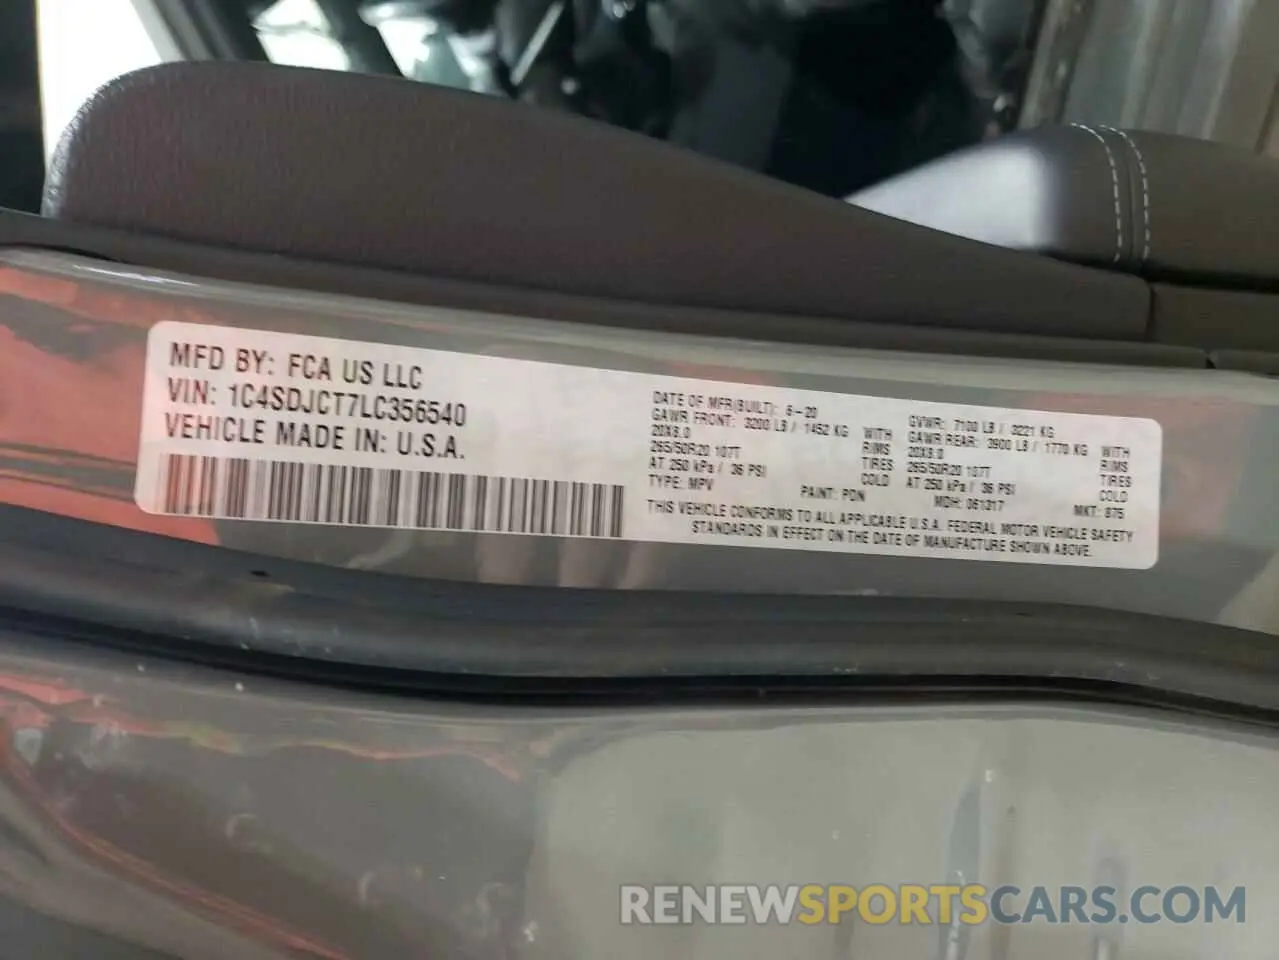 MFD BY: FCA US LLC
VIN: 1C4SDJCT7LC356540
VEHICLE MADE IN: U.S.A.
DATE OF MFR(BUILT): 6-20
GAWR FRONT: 3200 LB / 1452 KG WITH
20X8.0 RIMS
265/50R20 107T TIRES
AT 250 kPa / 36 PSI COLD
TYPE: MPV PAINT: PDN
GVWR: 7100 LB / 3221 KG
GAWR REAR: 3900 LB / 1770 KG WITH
20X8.0 RIMS
265/50R20 107T TIRES
AT 250 kPa / 36 PSI COLD
MDH: 061317 MKT: 875
THIS VEHICLE CONFORMS TO ALL APPLICABLE U.S.A. FEDERAL MOTOR VEHICLE SAFETY
STANDARDS IN EFFECT ON THE DATE OF MANUFACTURE SHOWN ABOVE.
RENEWSPORTSCARS.COM